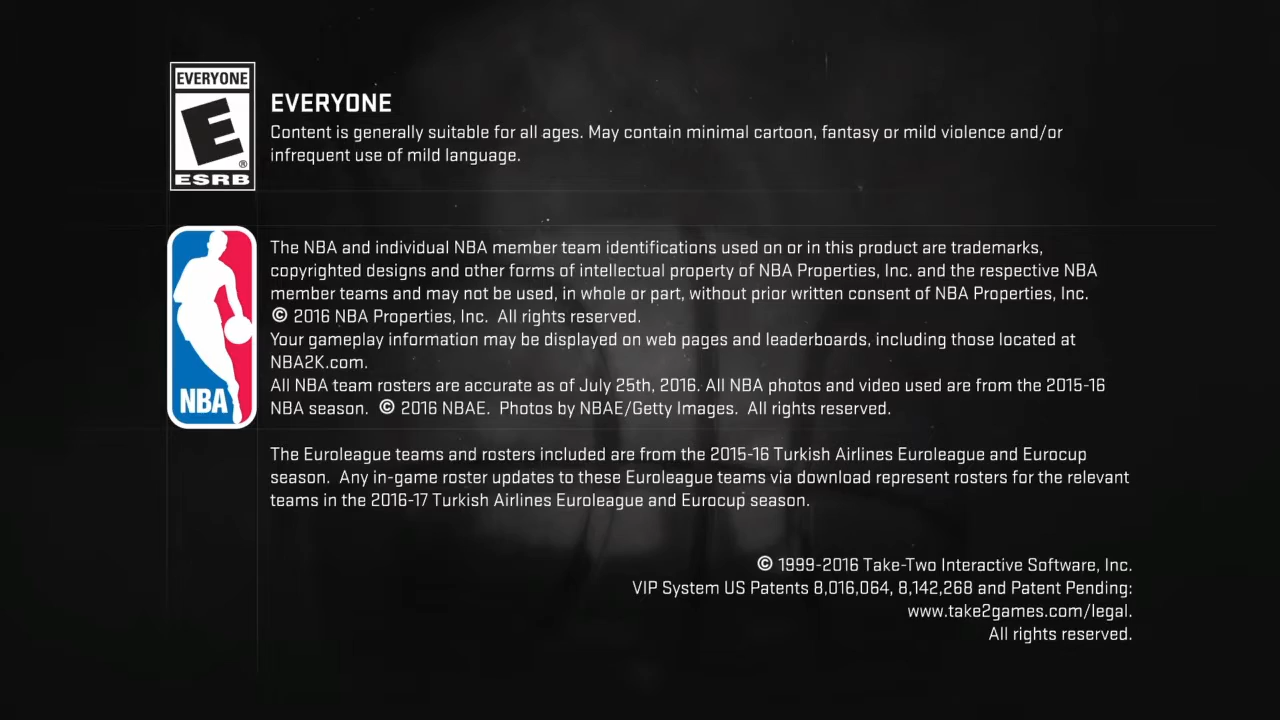 EVERYONE
E
®
ESRB
EVERYONE
Content is generally suitable for all ages. May contain minimal cartoon, fantasy or mild violence and/or
infrequent use of mild language.
The NBA and individual NBA member team identifications used on or in this product are trademarks,
copyrighted designs and other forms of intellectual property of NBA Properties, Inc. and the respective NBA
member teams and may not be used, in whole or part, without prior written consent of NBA Properties, Inc.
© 2016 NBA Properties, Inc. All rights reserved.
Your gameplay information may be displayed on web pages and leaderboards, including those located at
NBA2K.com.
All NBA team rosters are accurate as of July 25th, 2016. All NBA photos and video used are from the 2015-16
NBA season. © 2016 NBAE. Photos by NBAE/Getty Images. All rights reserved.
NBA
The Euroleague teams and rosters included are from the 2015-16 Turkish Airlines Euroleague and Eurocup
season. Any in-game roster updates to these Euroleague teams via download represent rosters for the relevant
teams in the 2016-17 Turkish Airlines Euroleague and Eurocup season.
© 1999-2016 Take-Two Interactive Software, Inc.
VIP System US Patents 8,016,064, 8,142,268 and Patent Pending:
www.take2games.com/legal.
All rights reserved.